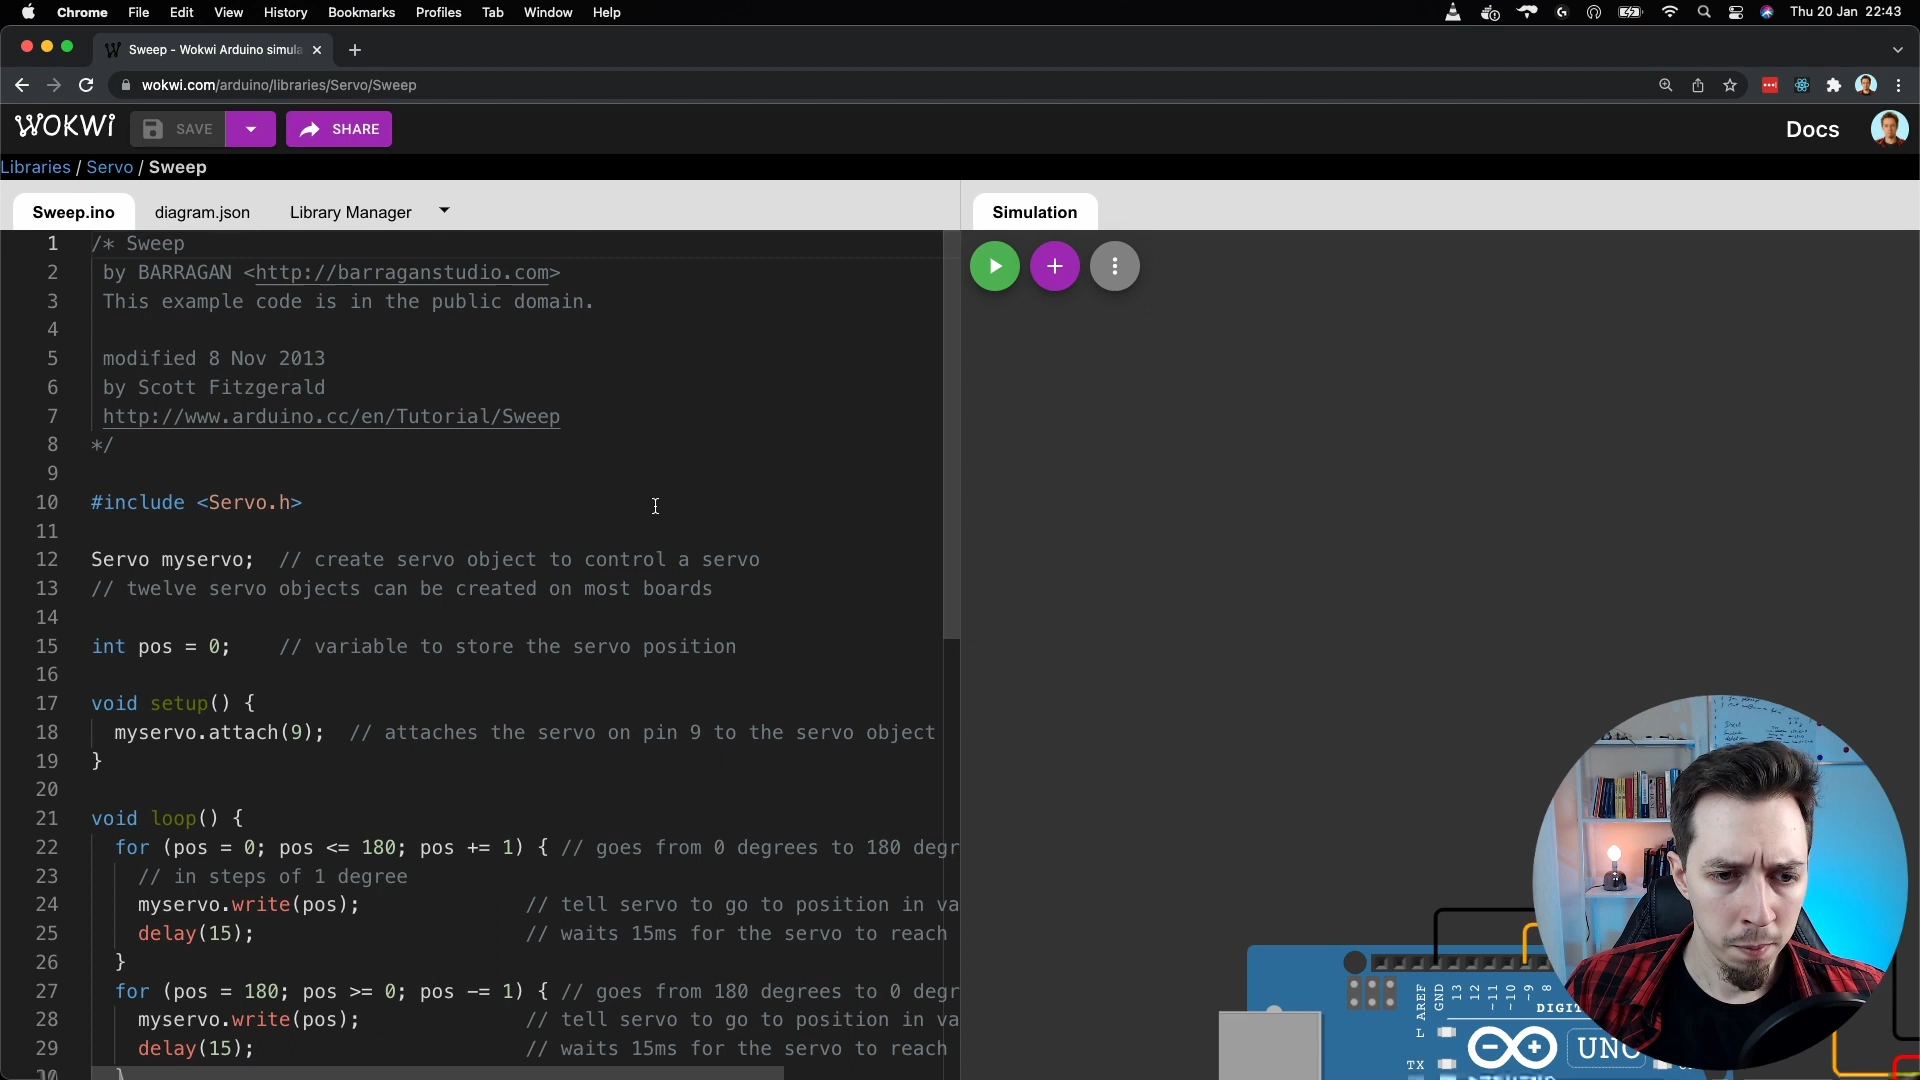 Chrome File Edit View History Bookmarks Profiles Tab Window Help Thu 20 Jan 22:43
Sweep - Wokwi Arduino simula
wokwi.com/arduino/libraries/Servo/Sweep
WOKWi SAVE SHARE Docs
Libraries / Servo / Sweep
Sweep.ino diagram.json Library Manager Simulation
1 /* Sweep
2 by BARRAGAN <http://barraganstudio.com>
3 This example code is in the public domain.
4
5 modified 8 Nov 2013
6 by Scott Fitzgerald
7 http://www.arduino.cc/en/Tutorial/Sweep
8 */
9
10 #include <Servo.h>
11
12 Servo myservo;  // create servo object to control a servo
13 // twelve servo objects can be created on most boards
14
15 int pos = 0;    // variable to store the servo position
16
17 void setup() {
18 myservo.attach(9);  // attaches the servo on pin 9 to the servo object
19 }
20
21 void loop() {
22 for (pos = 0; pos <= 180; pos += 1) { // goes from 0 degrees to 180 degr
23 // in steps of 1 degree
24 myservo.write(pos); // tell servo to go to position in va
25 delay(15); // waits 15ms for the servo to reach
26 }
27 for (pos = 180; pos >= 0; pos -= 1) { // goes from 180 degrees to 0 degr
28 myservo.write(pos); // tell servo to go to position in va
29 delay(15); // waits 15ms for the servo to reach
30 }
AREF GND 13 12 ~11 ~10 ~9 8
DIGIT
L
TX
UNO